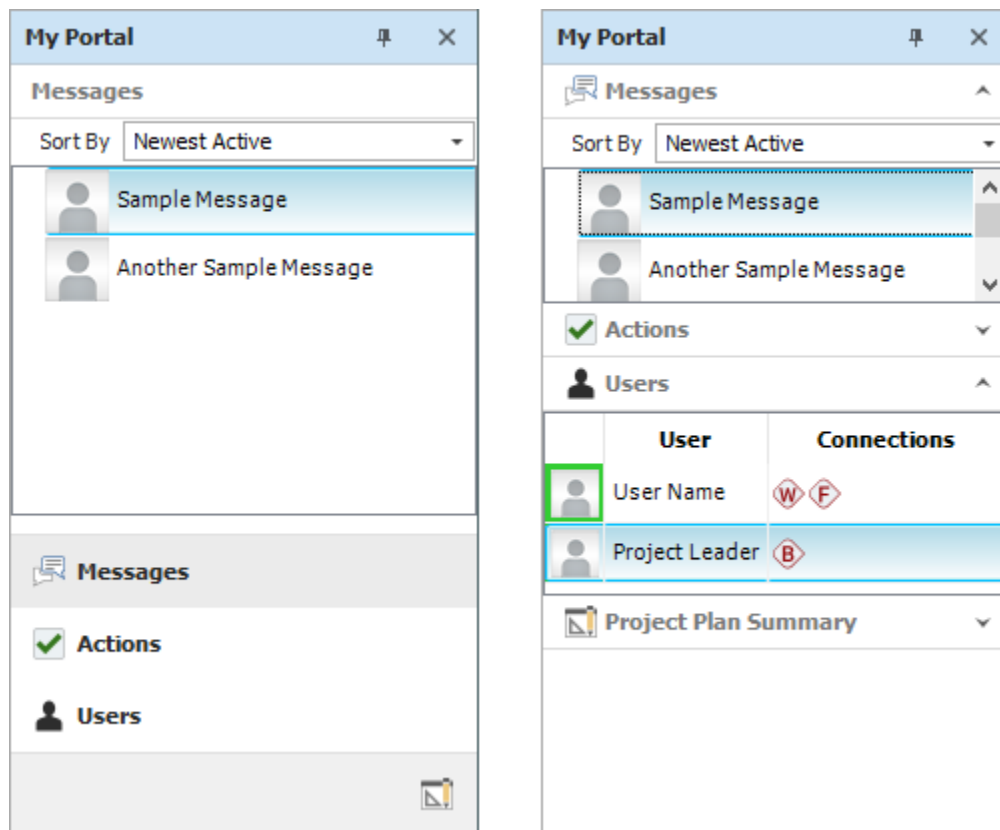 My Portal
Messages
Sort By Newest Active
Sample Message
Another Sample Message
Messages
Actions
Users
My Portal
Messages
Sort By Newest Active
Sample Message
Another Sample Message
Actions
Users
User Connections
User Name W F
Project Leader B
Project Plan Summary